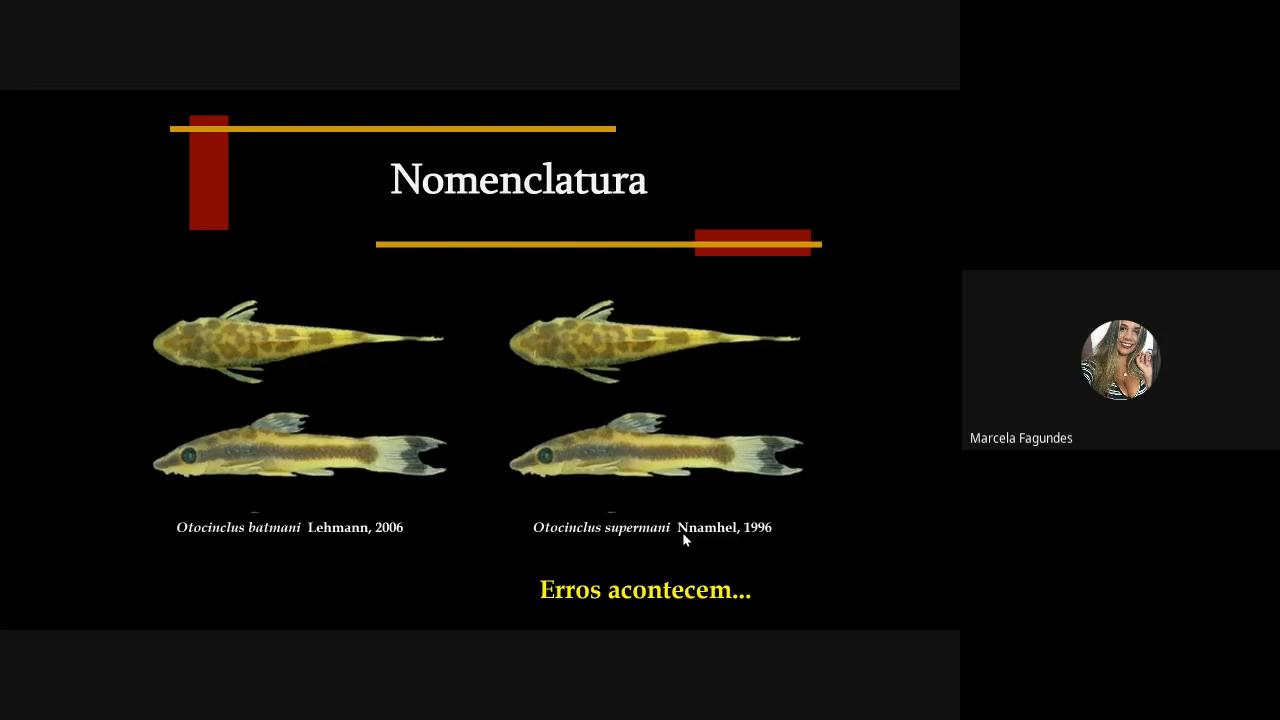 Nomenclatura
Otocinclus batmani Lehmann, 2006
Otocinclus supermani Nnamhel, 1996
Erros acontecem...
Marcela Fagundes